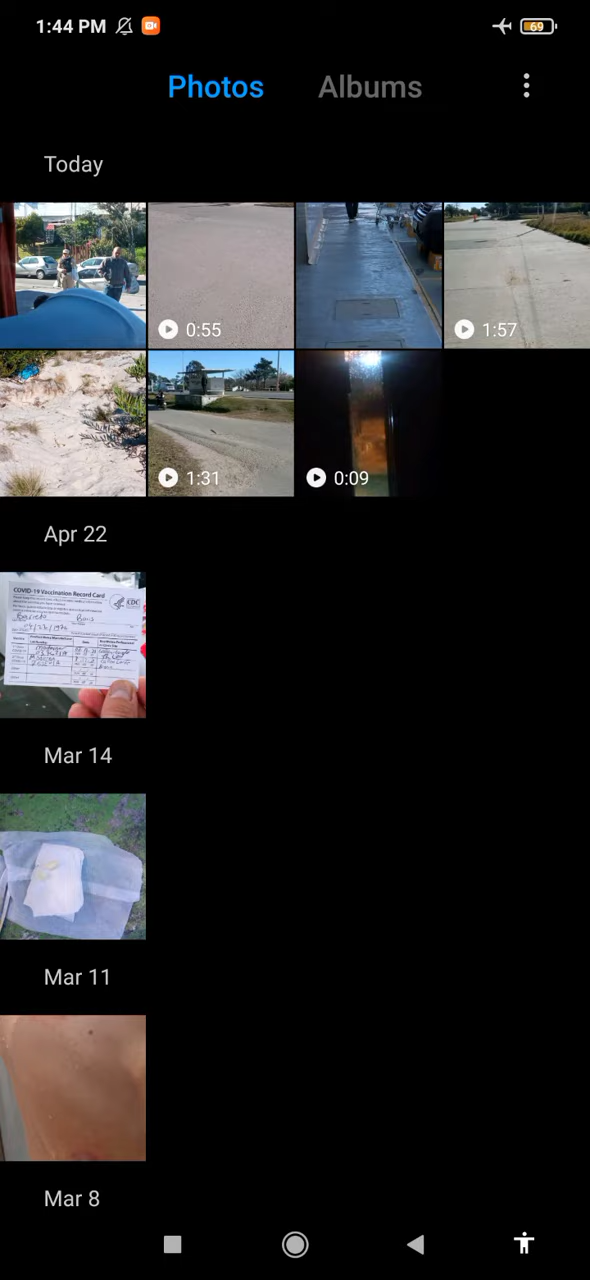 1:44 PM
69
Photos Albums
Today
0:55
1:57
1:31
0:09
Apr 22
COVID-19 Vaccination Record Card
CDC
Mar 14
Mar 11
Mar 8